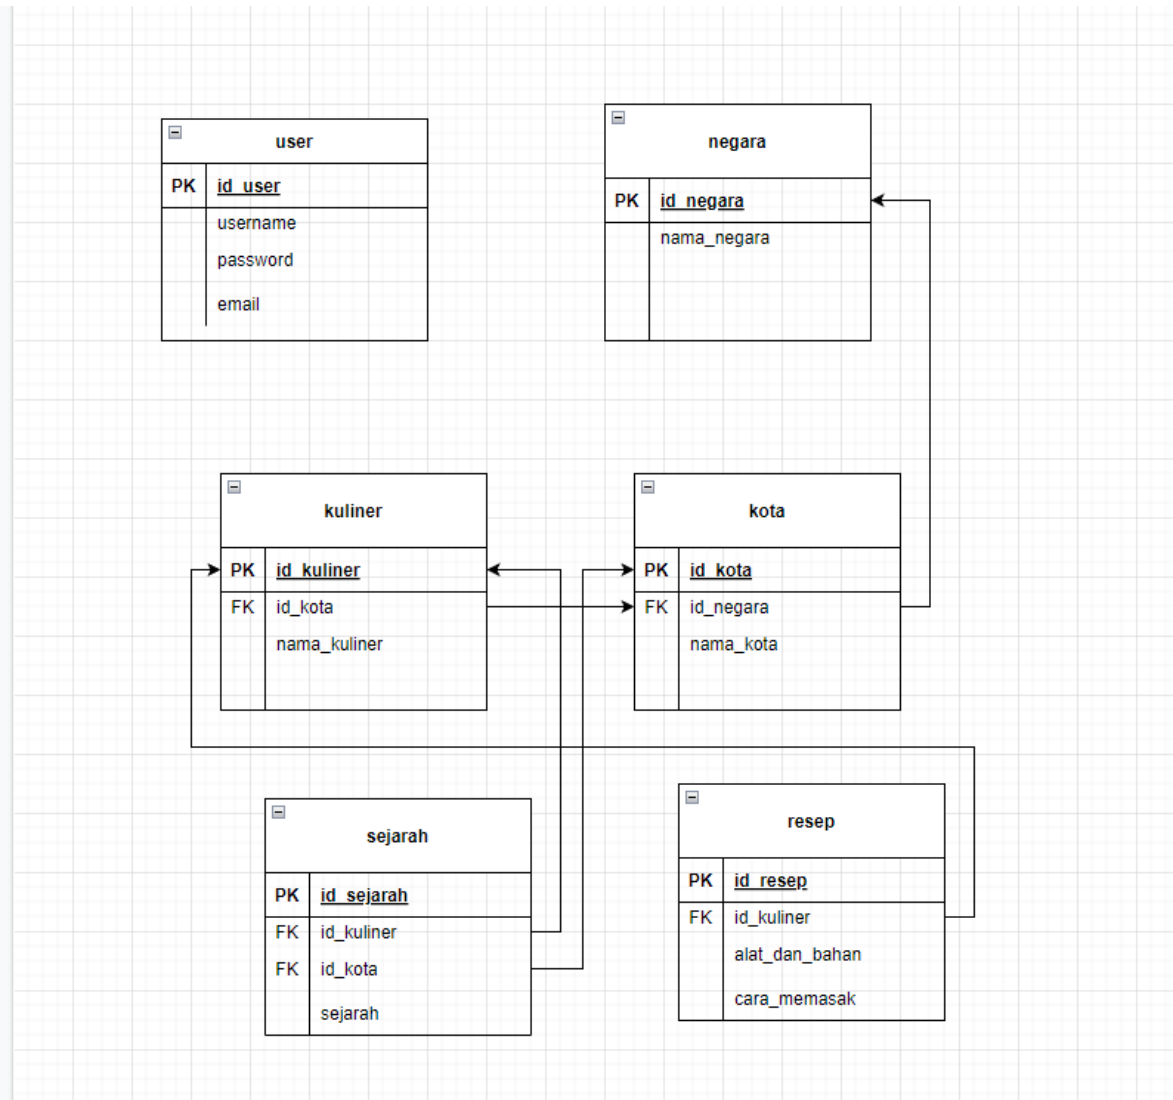 user
PK id_user
username
password
email
negara
PK id_negara
nama_negara
kuliner
PK id_kuliner
FK id_kota
nama_kuliner
kota
PK id_kota
FK id_negara
nama_kota
sejarah
PK id_sejarah
FK id_kuliner
FK id_kota
sejarah
resep
PK id_resep
FK id_kuliner
alat_dan_bahan
cara_memasak